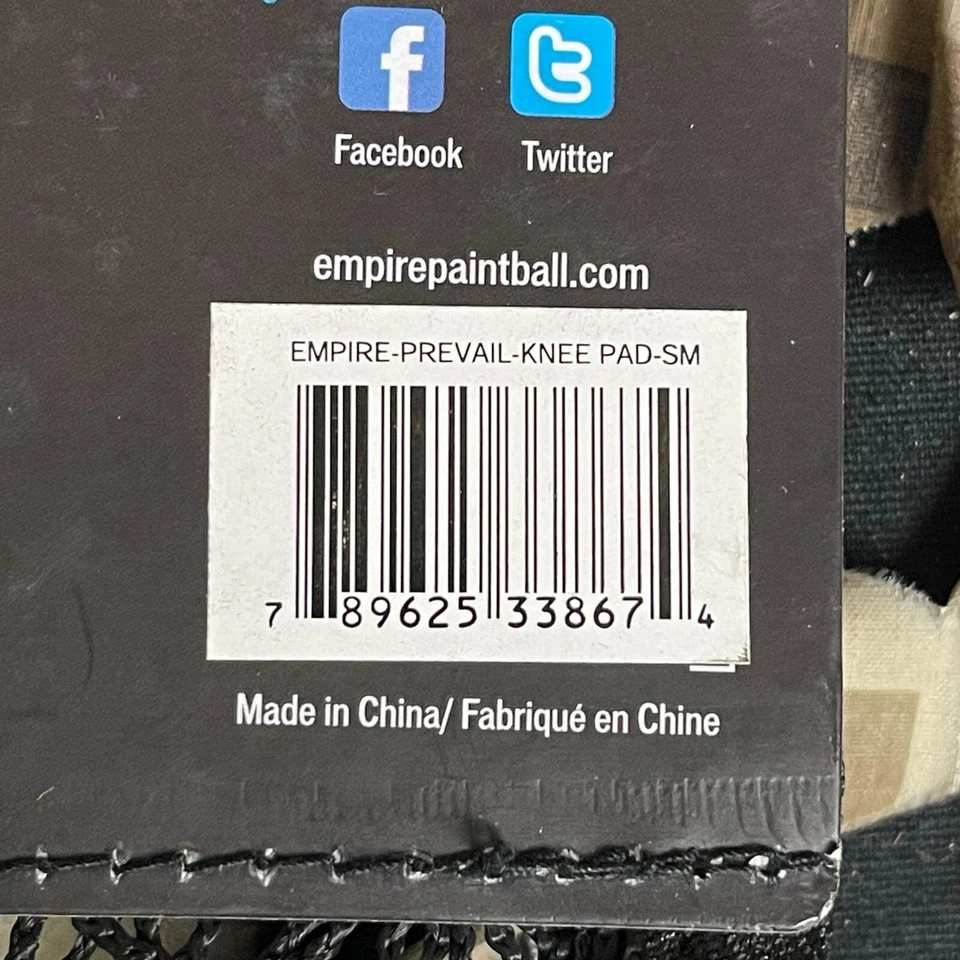 Facebook
Twitter
empirepaintball.com
EMPIRE-PREVAIL-KNEE PAD-SM
7 89625 33867 4
Made in China/ Fabriqué en Chine